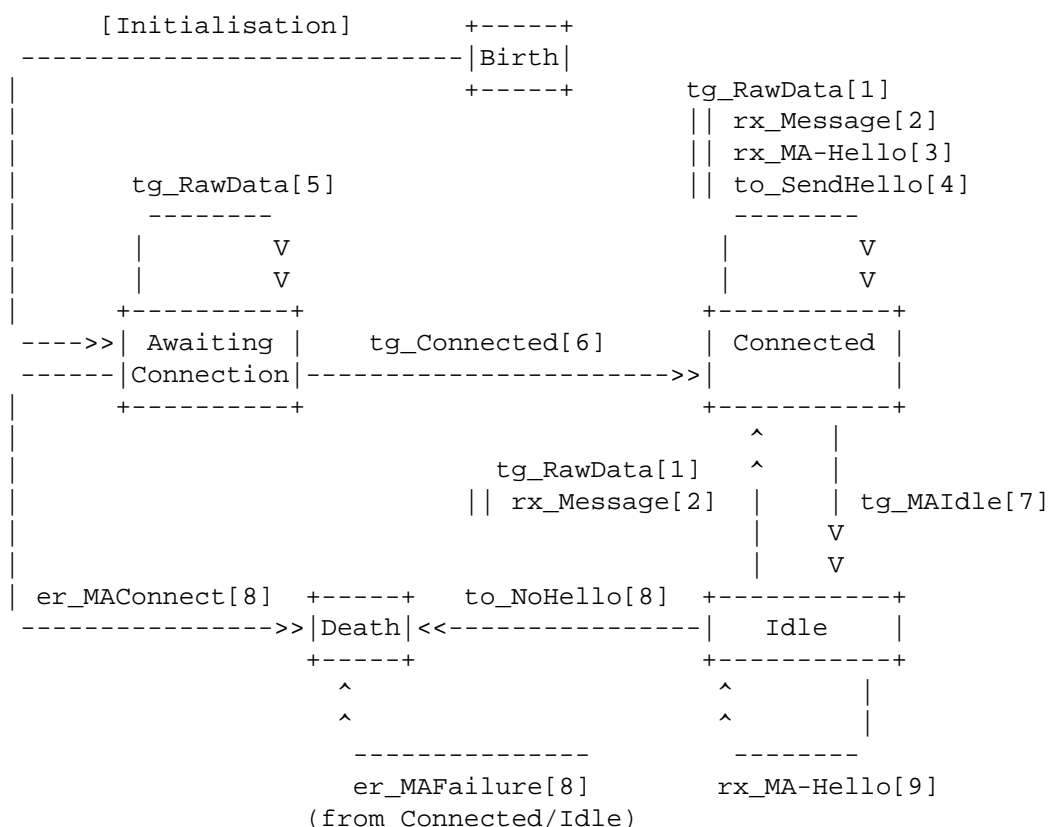 [Initialisation]
Birth
tg_RawData[1]
|| rx_Message[2]
|| rx_MA-Hello[3]
tg_RawData[5] || to_SendHello[4]
V V
V V
Awaiting tg_Connected[6] Connected
Connection
tg_RawData[1]
|| rx_Message[2] tg_MAIdle[7]
V
V
er_MAConnect[8] to_NoHello[8]
Death Idle
er_MAFailure[8] rx_MA-Hello[9]
(from Connected/Idle)